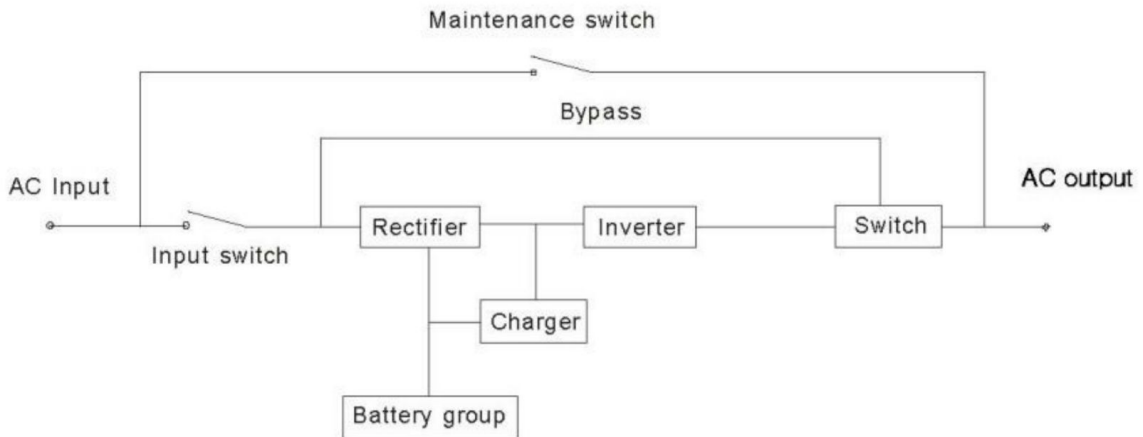 Maintenance switch
Bypass
AC Input
AC output
Input switch
Rectifier
Inverter
Switch
Charger
Battery group